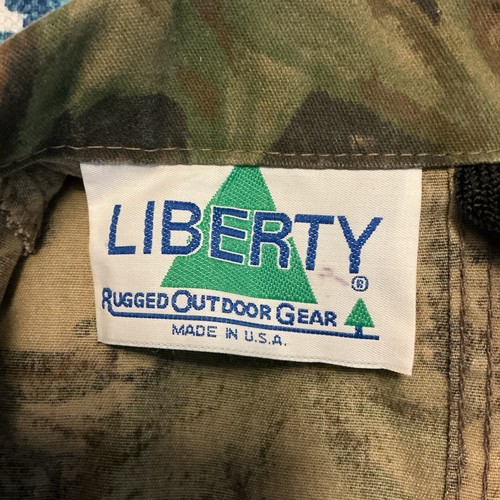 LIBERTY
®
RUGGED OUTDOOR GEAR
MADE IN U.S.A.